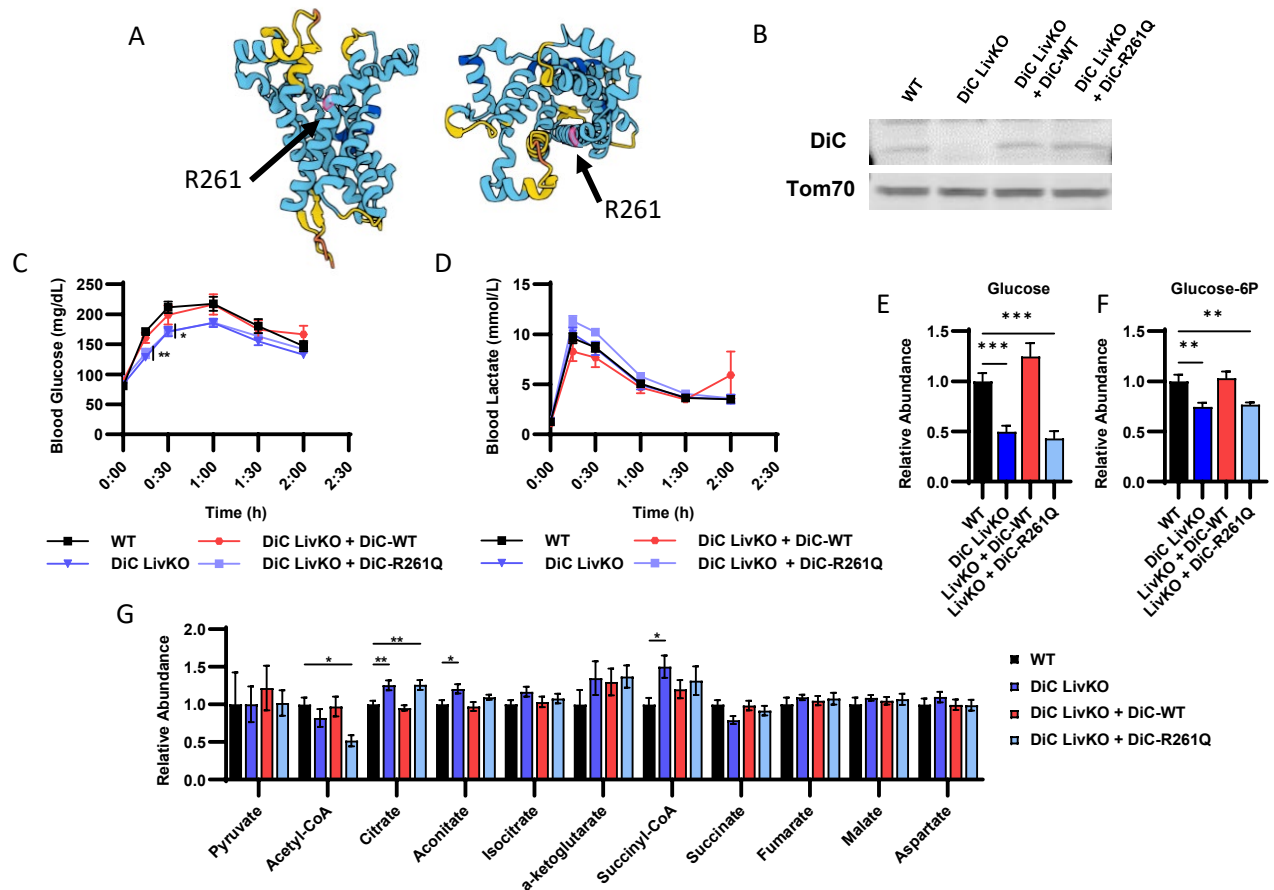 A
R261
R261
B
WT
DiC LivKO
DiC LivKO
+ DiC-WT
DiC LivKO
+ DiC-R261Q
DiC
Tom70
C
Blood Glucose (mg/dL)
250
200
150
100
50
0
**
*
0:00
0:30
1:00
1:30
2:00
2:30
Time (h)
WT
DiC LivKO + DiC-WT
DiC LivKO
DiC LivKO + DiC-R261Q
D
Blood Lactate (mmol/L)
15
10
5
0
0:00
0:30
1:00
1:30
2:00
2:30
Time (h)
WT
DiC LivKO + DiC-WT
DiC LivKO
DiC LivKO + DiC-R261Q
E
Glucose
Relative Abundance
1.5
1.0
0.5
0.0
***
***
WT
DiC LivKO
LivKO + DiC-WT
LivKO + DiC-R261Q
F
Glucose-6P
Relative Abundance
1.5
1.0
0.5
0.0
**
**
WT
DiC LivKO
LivKO + DiC-WT
LivKO + DiC-R261Q
G
Relative Abundance
2.0
1.5
1.0
0.5
0.0
*
**
**
*
*
Pyruvate
Acetyl-CoA
Citrate
Aconitate
Isocitrate
a-ketoglutarate
Succinyl-CoA
Succinate
Fumarate
Malate
Aspartate
WT
DiC LivKO
DiC LivKO + DiC-WT
DiC LivKO + DiC-R261Q